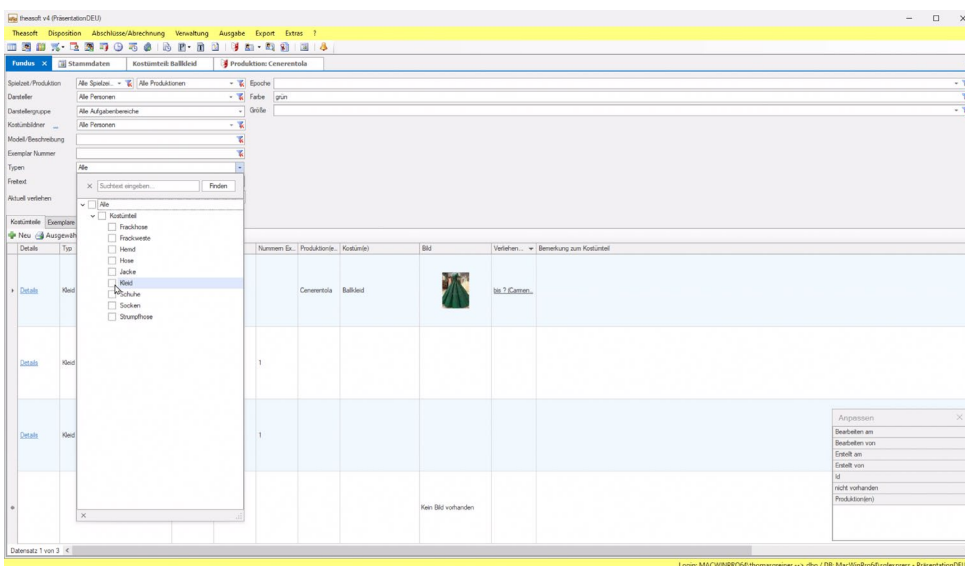 theasoft v4 (PräsentationDEU)
Theasoft Disposition Abschlüsse/Abrechnung Verwaltung Ausgabe Export Extras ?
Fundus × Stammdaten Kostümteil: Ballkleid Produktion: Cenerentola
Spielzeit/Produktion Alle Spielzei... Alle Produktionen Epoche
Darsteller Alle Personen Farbe grün
Darstellergruppe Alle Aufgabenbereiche Größe
Kostümbildner ... Alle Personen
Modell/Beschreibung
Exemplar Nummer
Typen Alle
Freitext
× Suchtext eingeben... Finden
Aktuell verliehen
Alle
Kostümteil
Kostümteile Exemplare
Frackhose
Neu Ausgewäh
Frackweste
Details Typ Nummern Ex... Produktion(e... Kostüm(e) Bild Verliehen... Bemerkung zum Kostümteil
Hemd
Hose
Jacke
Kleid
Details Kleid Cenerentola Ballkleid bis ? (Carmen...
Schuhe
Socken
Strumpfhose
Details Kleid 1
Anpassen ×
Bearbeiten am
Details Kleid 1
Bearbeiten von
Erstellt am
Erstellt von
Id
nicht vorhanden
Produktion(en)
Kein Bild vorhanden
×
Datensatz 1 von 3